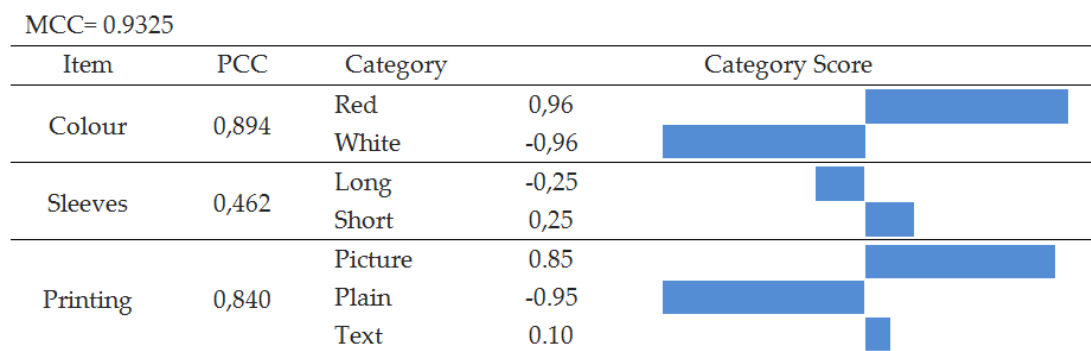 MCC= 0.9325
Item PCC Category Category Score
Colour 0,894 Red 0,96
White -0,96
Sleeves 0,462 Long -0,25
Short 0,25
Printing 0,840 Picture 0.85
Plain -0.95
Text 0.10